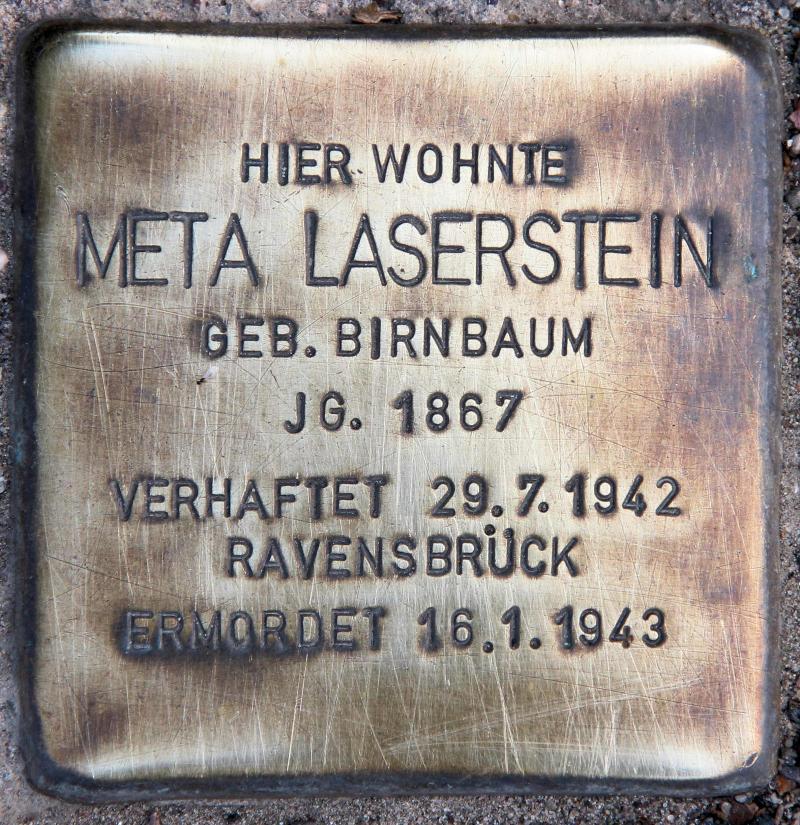 HIER WOHNTE
META LASERSTEIN
GEB. BIRNBAUM
JG. 1867
VERHAFTET 29.7.1942
RAVENSBRÜCK
ERMORDET 16.1.1943